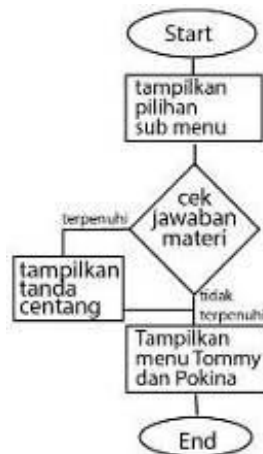 Start
tampilkan
pilihan
sub menu
cek
jawaban
materi
terpenuhi
tampilkan
tanda
centang
tidak
terpenuhi
Tampilkan
menu Tommy
dan Pokina
End